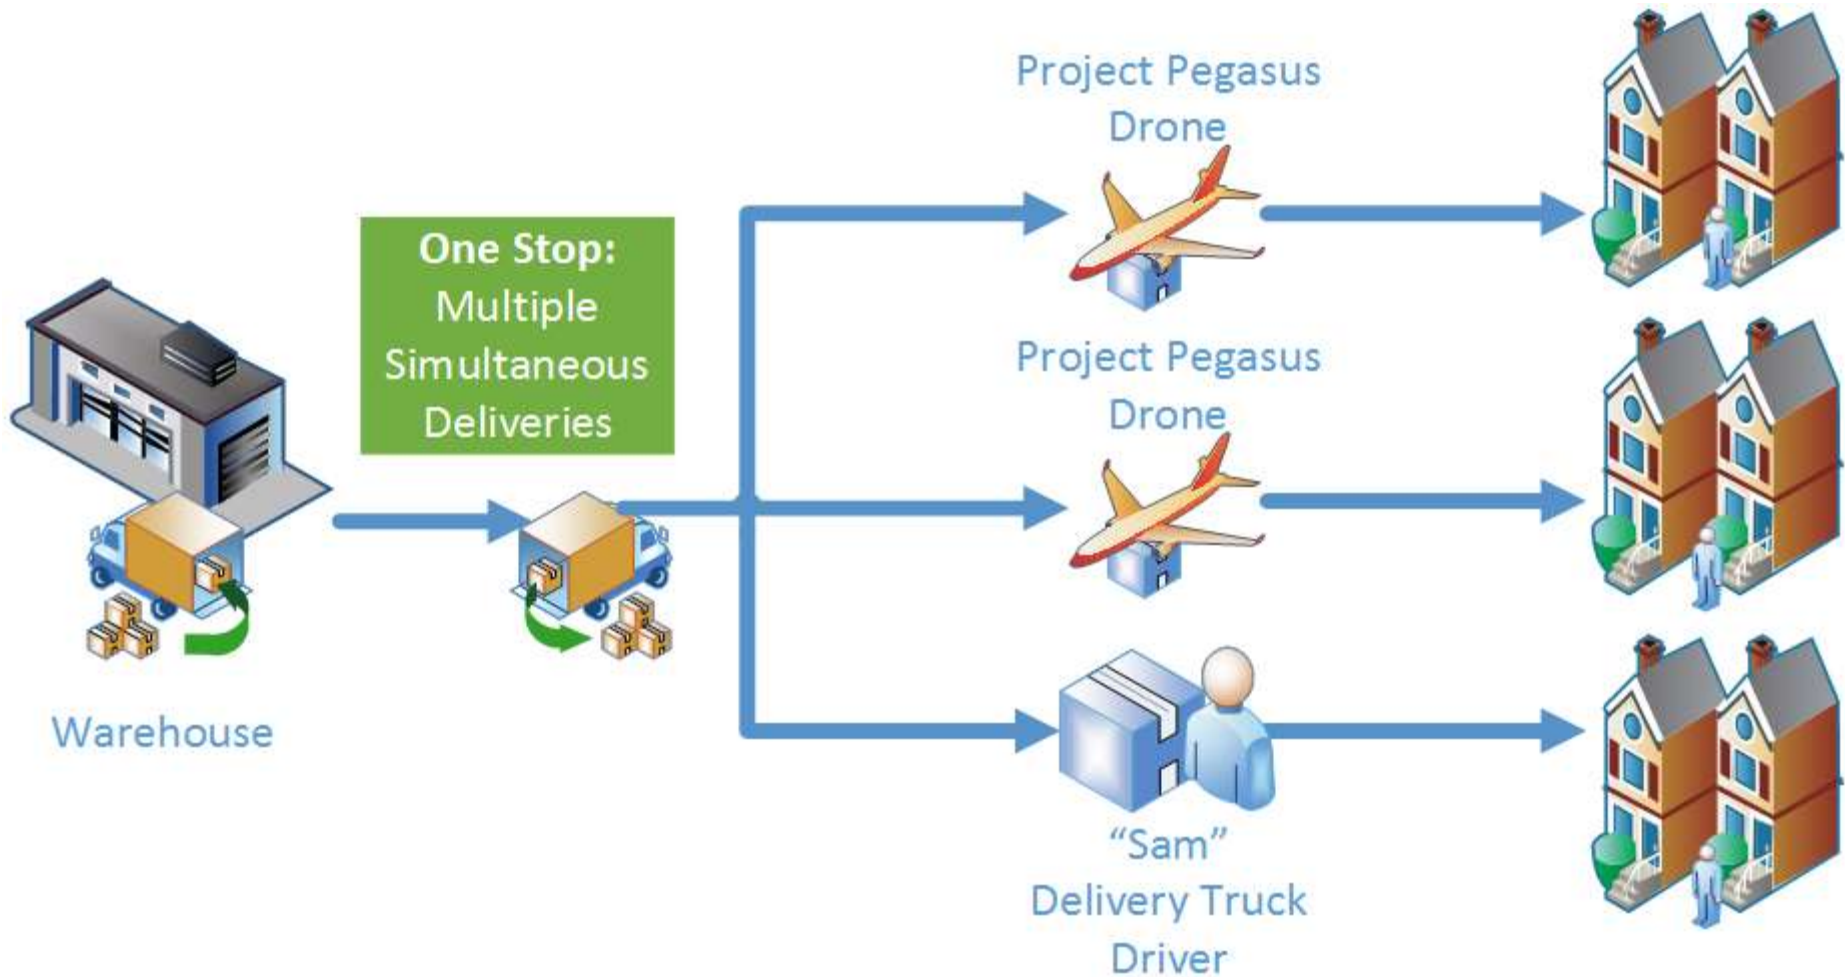 Project Pegasus
Drone
One Stop:
Multiple
Simultaneous
Deliveries
Project Pegasus
Drone
Warehouse
“Sam”
Delivery Truck
Driver